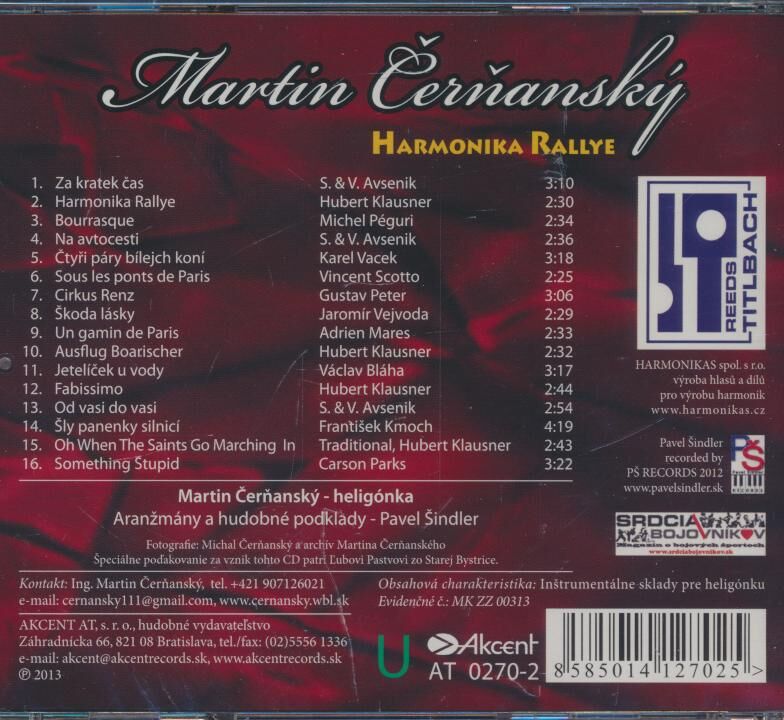 Martin Čerňanský
HARMONIKA RALLYE
1. Za kratek čas S. & V. Avsenik 3:10
2. Harmonika Rallye Hubert Klausner 2:30
3. Bourrasque Michel Péguri 2:34
4. Na avtocesti S. & V. Avsenik 2:36
5. Čtyři páry bílejch koní Karel Vacek 3:18
6. Sous les ponts de Paris Vincent Scotto 2:25
7. Cirkus Renz Gustav Peter 3:06
8. Škoda lásky Jaromír Vejvoda 2:29
9. Un gamin de Paris Adrien Mares 2:33
10. Ausflug Boarischer Hubert Klausner 2:32
11. Jetelíček u vody Václav Bláha 3:17
12. Fabissimo Hubert Klausner 2:44
13. Od vasi do vasi S. & V. Avsenik 2:54
14. Šly panenky silnicí František Kmoch 4:19
15. Oh When The Saints Go Marching In Traditional, Hubert Klausner 2:43
16. Something Stupid Carson Parks 3:22
REEDS
TITLBACH
HARMONIKAS spol. s r.o.
výroba hlasů a dílů
pro výrobu harmonik
www.harmonikas.cz
Pavel Šindler
recorded by
PŠ RECORDS 2012
www.pavelsindler.sk
PŠ
Pavel Šindler
RECORDS
SRDCIA
BOJOVNÍKOV
Magazín o bojových športoch
www.srdciabojovnikov.sk
Martin Čerňanský - heligónka
Aranžmány a hudobné podklady - Pavel Šindler
Fotografie: Michal Čerňanský a archív Martina Čerňanského
Špeciálne poďakovanie za vznik tohto CD patrí Ľubovi Pastvovi zo Starej Bystrice.
Kontakt: Ing. Martin Čerňanský, tel. +421 907126021
e-mail: cernansky111@gmail.com, www.cernansky.wbl.sk
Obsahová charakteristika: Inštrumentálne sklady pre heligónku
Evidenčné č.: MK ZZ 00313
AKCENT AT, s. r. o., hudobné vydavateľstvo
Záhradnícka 66, 821 08 Bratislava, tel./fax: (02)5556 1336
e-mail: akcent@akcentrecords.sk, www.akcentrecords.sk
℗ 2013
U
Akcent
AT 0270-2
8 585014 127025 >